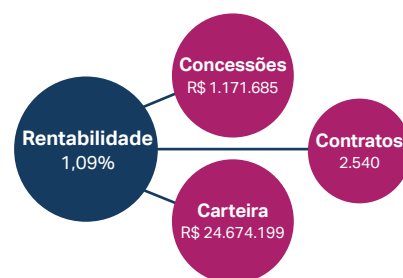 Concessões
R$ 1.171.685
Rentabilidade
1,09%
Contratos
2.540
Carteira
R$ 24.674.199